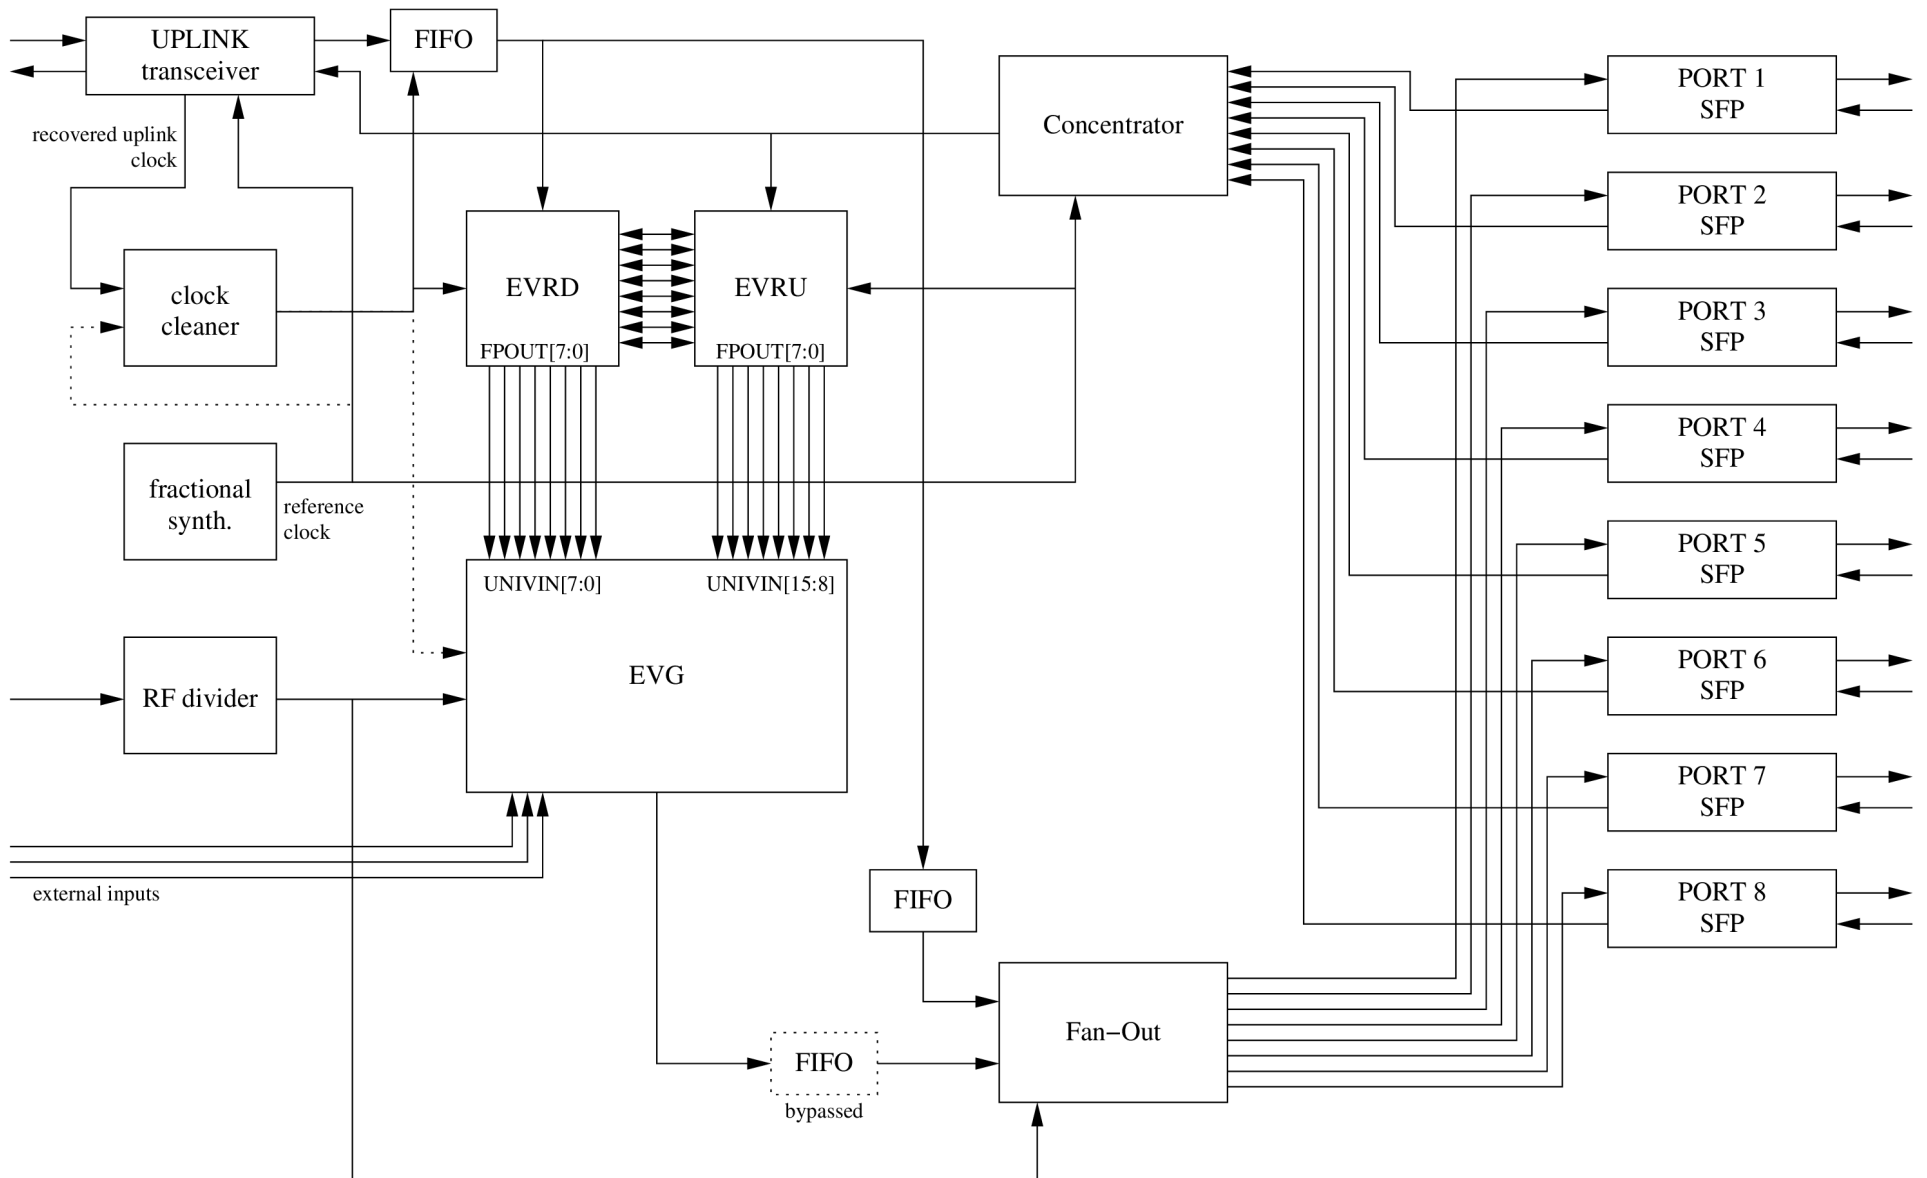 UPLINK
transceiver
FIFO
recovered uplink
clock
Concentrator
PORT 1
SFP
PORT 2
SFP
clock
cleaner
EVRD
FPOUT[7:0]
EVRU
FPOUT[7:0]
PORT 3
SFP
PORT 4
SFP
fractional
synth.
reference
clock
PORT 5
SFP
UNIVIN[7:0]
UNIVIN[15:8]
EVG
RF divider
PORT 6
SFP
PORT 7
SFP
external inputs
FIFO
PORT 8
SFP
Fan−Out
FIFO
bypassed